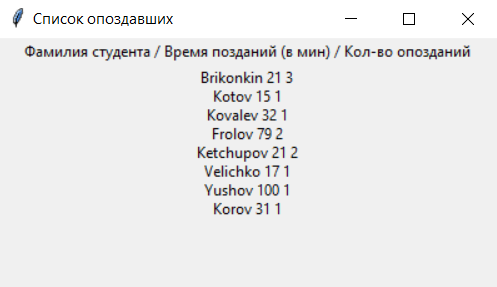 Список опоздавших
Фамилия студента / Время позданий (в мин) / Кол-во опозданий
Brikonkin 21 3
Kotov 15 1
Kovalev 32 1
Frolov 79 2
Ketchupov 21 2
Velichko 17 1
Yushov 100 1
Korov 31 1